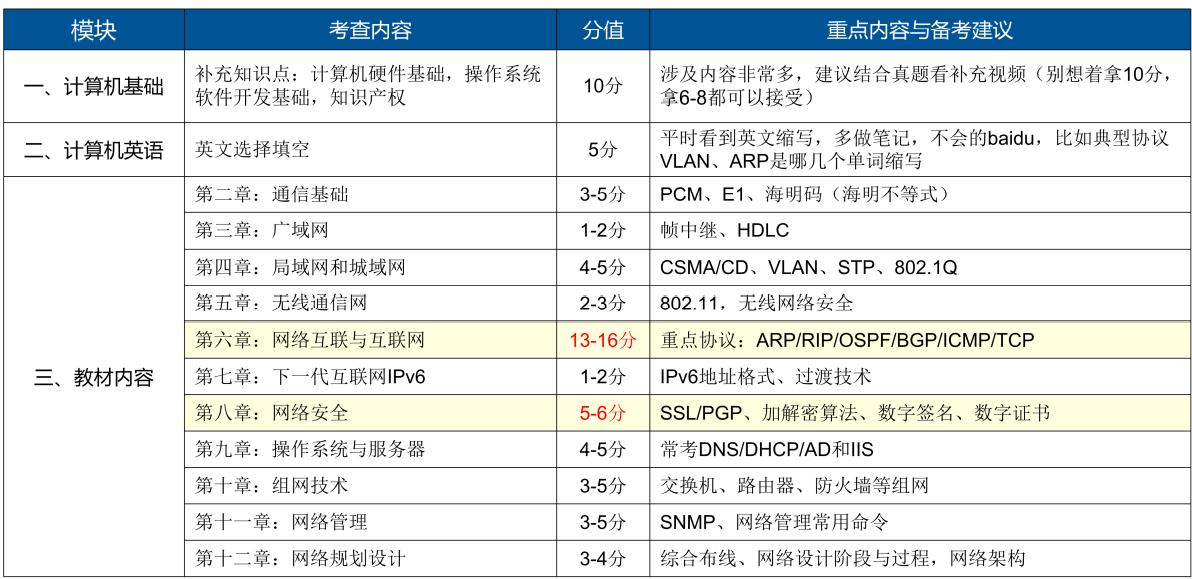 模块 考查内容 分值 重点内容与备考建议
一、计算机基础
补充知识点：计算机硬件基础，操作系统
软件开发基础，知识产权
10分
涉及内容非常多，建议结合真题看补充视频（别想着拿10分，
拿6-8都可以接受）
二、计算机英语
英文选择填空
5分
平时看到英文缩写，多做笔记，不会的baidu，比如典型协议
VLAN、ARP是哪几个单词缩写
三、教材内容
第二章：通信基础 3-5分 PCM、E1、海明码（海明不等式）
第三章：广域网 1-2分 帧中继、HDLC
第四章：局域网和城域网 4-5分 CSMA/CD、VLAN、STP、802.1Q
第五章：无线通信网 2-3分 802.11，无线网络安全
第六章：网络互联与互联网 13-16分 重点协议：ARP/RIP/OSPF/BGP/ICMP/TCP
第七章：下一代互联网IPv6 1-2分 IPv6地址格式、过渡技术
第八章：网络安全 5-6分 SSL/PGP、加解密算法、数字签名、数字证书
第九章：操作系统与服务器 4-5分 常考DNS/DHCP/AD和IIS
第十章：组网技术 3-5分 交换机、路由器、防火墙等组网
第十一章：网络管理 3-5分 SNMP、网络管理常用命令
第十二章：网络规划设计 3-4分 综合布线、网络设计阶段与过程，网络架构